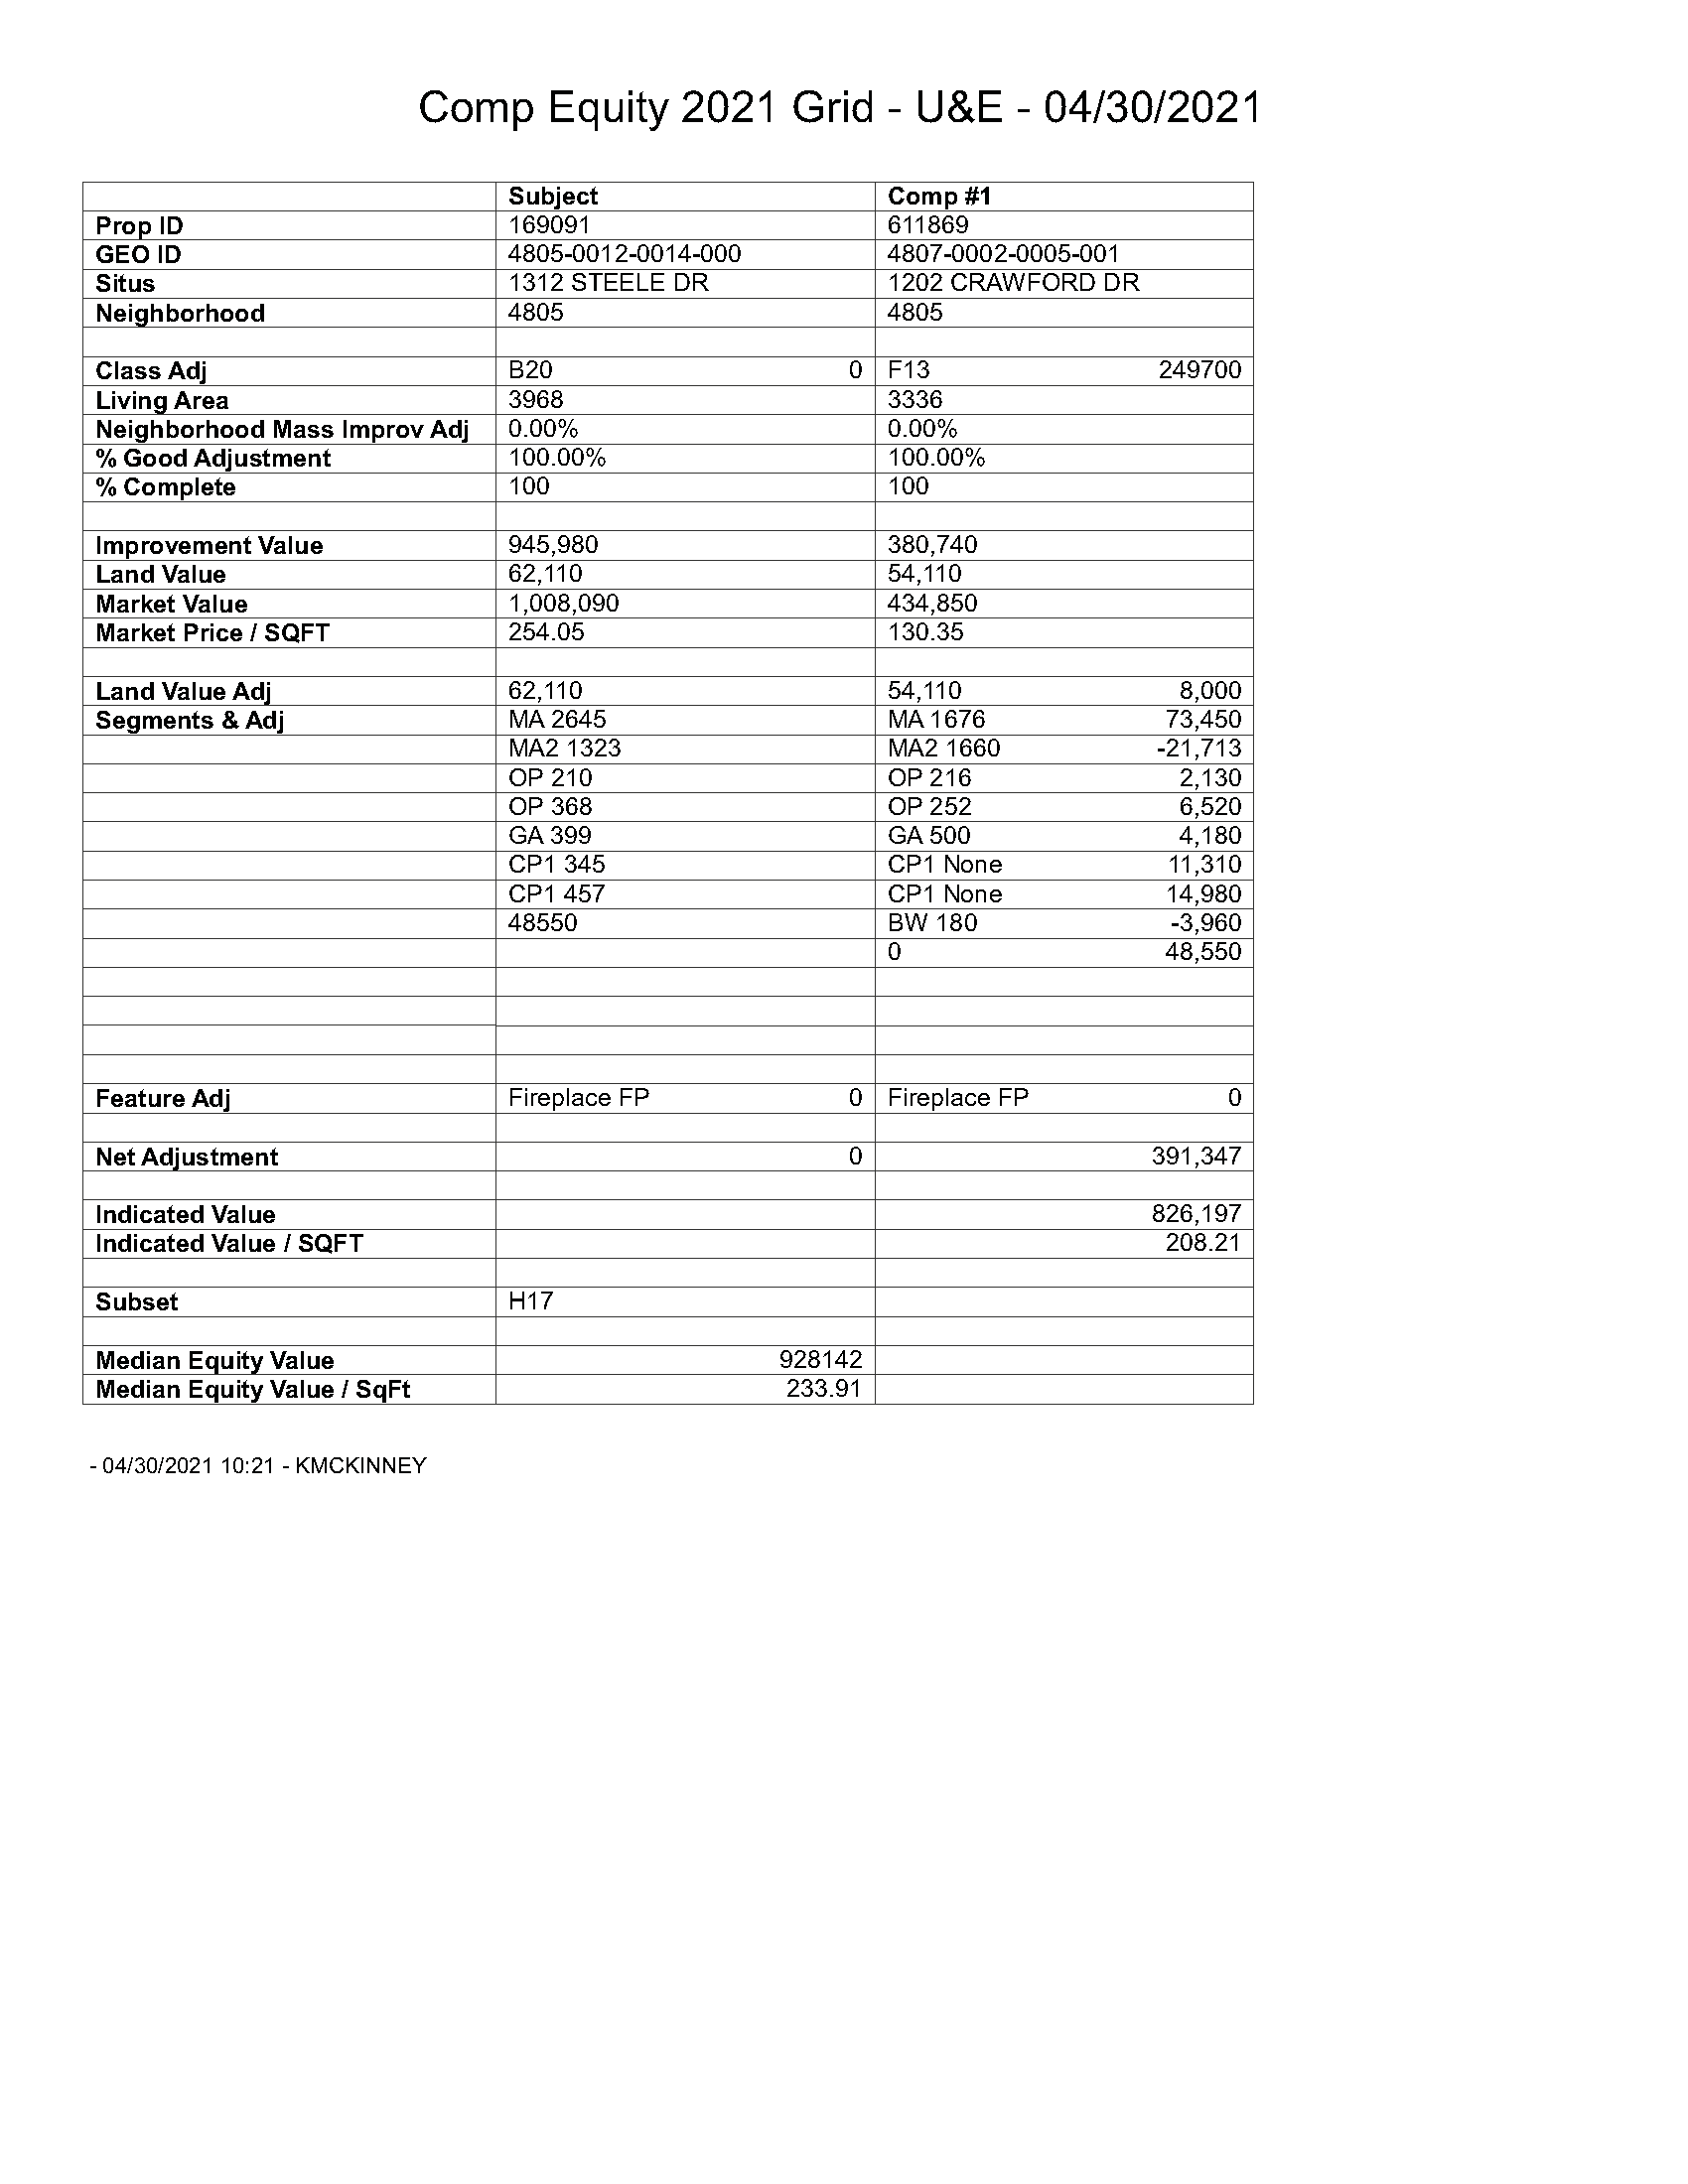 Comp Equity 2021 Grid - U&E - 04/30/2021
Subject Comp #1
Prop ID 169091 611869
GEO ID 4805-0012-0014-000 4807-0002-0005-001
Situs 1312 STEELE DR 1202 CRAWFORD DR
Neighborhood 4805 4805
Class Adj B20 0 F13 249700
Living Area 3968 3336
Neighborhood Mass Improv Adj 0.00% 0.00%
% Good Adjustment 100.00% 100.00%
% Complete 100 100
Improvement Value 945,980 380,740
Land Value 62,110 54,110
Market Value 1,008,090 434,850
Market Price / SQFT 254.05 130.35
Land Value Adj 62,110 54,110 8,000
Segments & Adj MA 2645 MA 1676 73,450
MA2 1323 MA2 1660 -21,713
OP 210 OP 216 2,130
OP 368 OP 252 6,520
GA 399 GA 500 4,180
CP1 345 CP1 None 11,310
CP1 457 CP1 None 14,980
48550 BW 180 -3,960
0 48,550
Feature Adj Fireplace FP 0 Fireplace FP 0
Net Adjustment 0 391,347
Indicated Value 826,197
Indicated Value / SQFT 208.21
Subset H17
Median Equity Value 928142
Median Equity Value / SqFt 233.91
- 04/30/2021 10:21 - KMCKINNEY